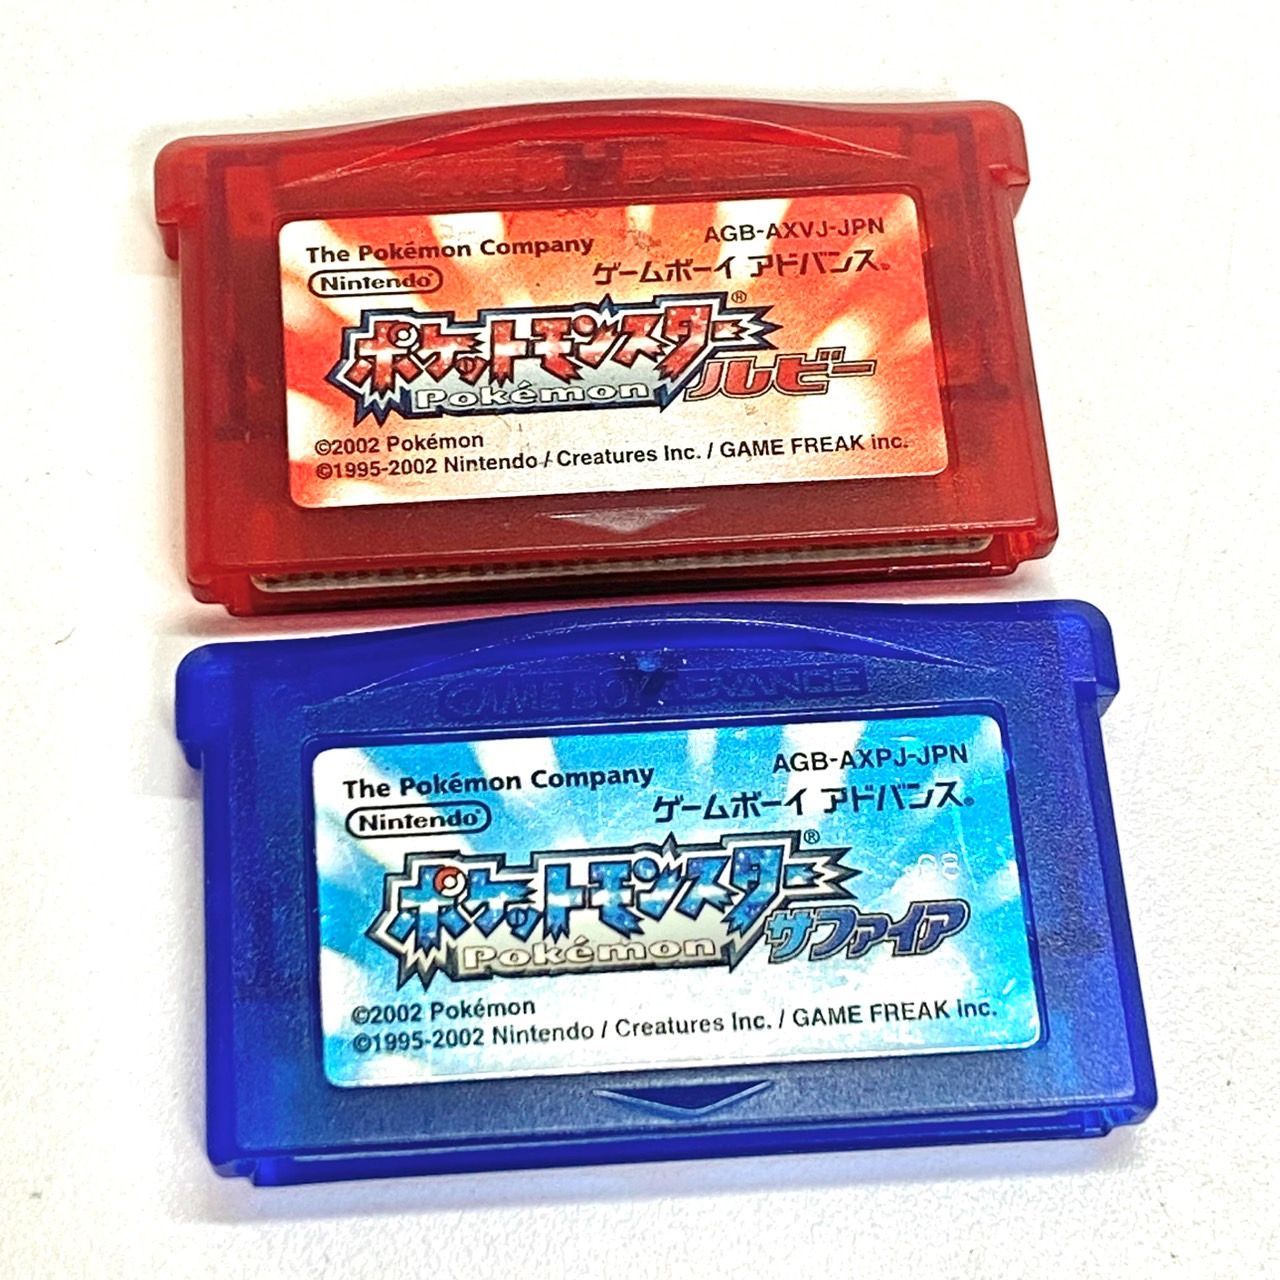 GAME BOY ADVANCE
The Pokémon Company
AGB-AXVJ-JPN
Nintendo®
ゲームボーイ アドバンス®
ポケットモンスター®
Pokémon ルビー
©2002 Pokémon
©1995-2002 Nintendo / Creatures Inc. / GAME FREAK inc.
GAME BOY ADVANCE
The Pokémon Company
AGB-AXPJ-JPN
Nintendo®
ゲームボーイ アドバンス®
ポケットモンスター®
08
Pokémon サファイア
©2002 Pokémon
©1995-2002 Nintendo / Creatures Inc. / GAME FREAK inc.